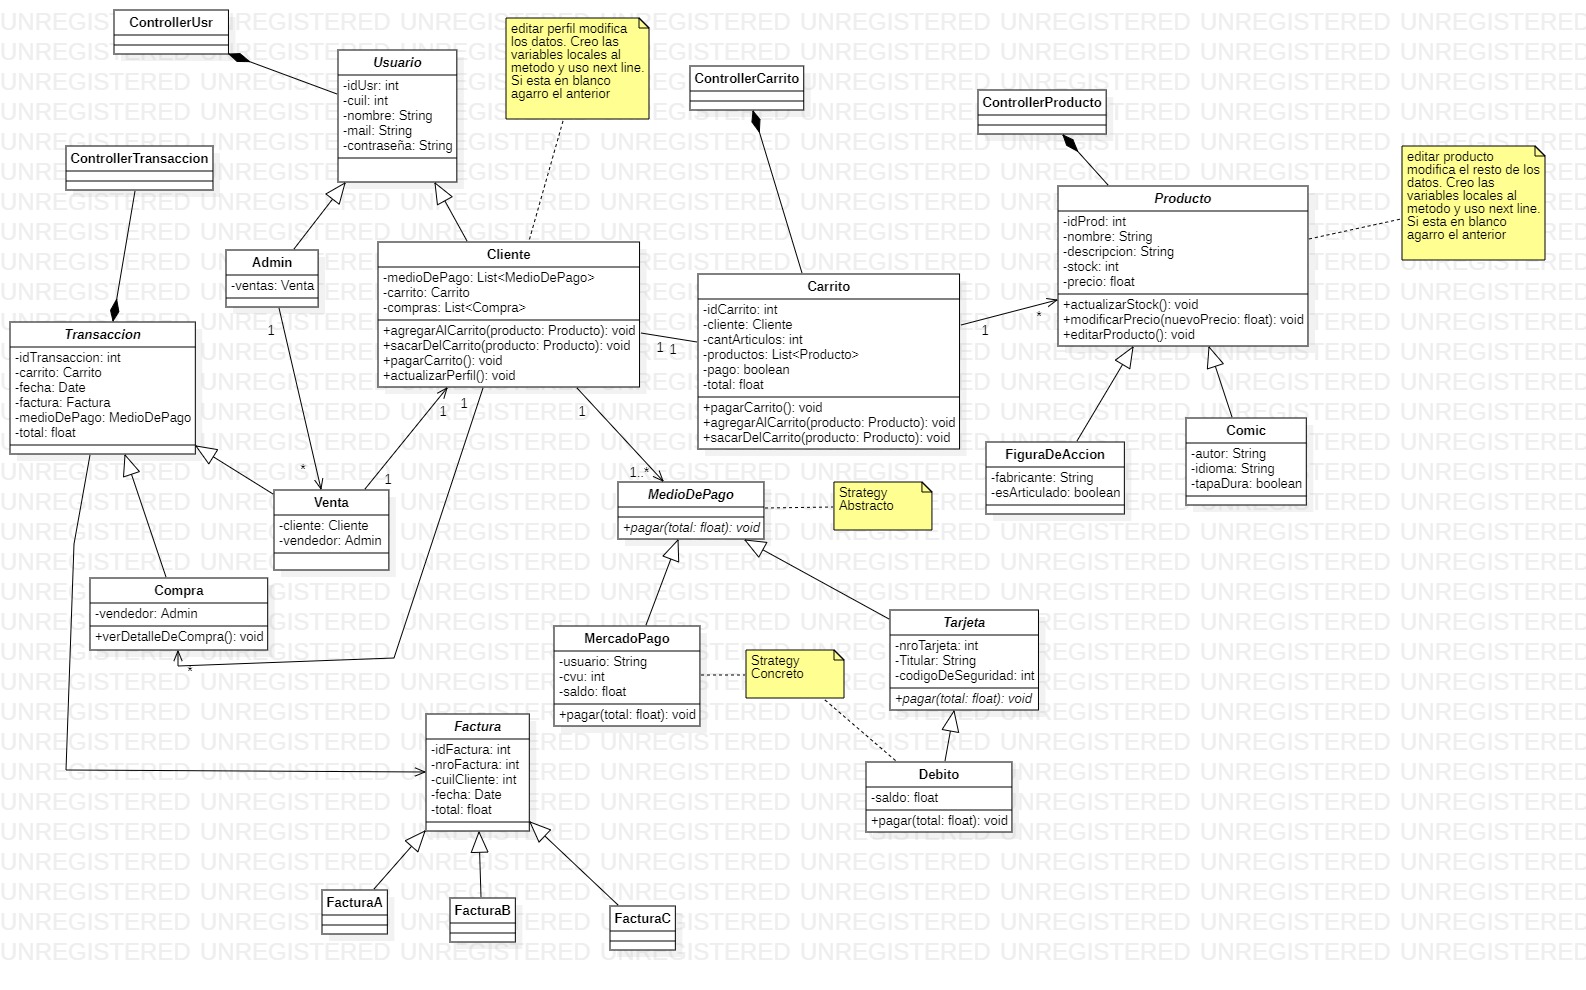 ControllerUsr
Usuario
-idUsr: int
-cuil: int
-nombre: String
-mail: String
-contraseña: String
editar perfil modifica
los datos. Creo las
variables locales al
metodo y uso next line.
Si esta en blanco
agarro el anterior
ControllerCarrito
ControllerProducto
ControllerTransaccion
editar producto
modifica el resto de los
datos. Creo las
variables locales al
metodo y uso next line.
Si esta en blanco
agarro el anterior
Producto
-idProd: int
-nombre: String
-descripcion: String
-stock: int
-precio: float
+actualizarStock(): void
+modificarPrecio(nuevoPrecio: float): void
+editarProducto(): void
Admin
-ventas: Venta
Cliente
-medioDePago: List<MedioDePago>
-carrito: Carrito
-compras: List<Compra>
+agregarAlCarrito(producto: Producto): void
+sacarDelCarrito(producto: Producto): void
+pagarCarrito(): void
+actualizarPerfil(): void
Carrito
-idCarrito: int
-cliente: Cliente
-cantArticulos: int
-productos: List<Producto>
-pago: boolean
-total: float
+pagarCarrito(): void
+agregarAlCarrito(producto: Producto): void
+sacarDelCarrito(producto: Producto): void
1
*
1
1
1
Transaccion
-idTransaccion: int
-carrito: Carrito
-fecha: Date
-factura: Factura
-medioDePago: MedioDePago
-total: float
1
1
1
1
*
1
1..*
FiguraDeAccion
-fabricante: String
-esArticulado: boolean
Comic
-autor: String
-idioma: String
-tapaDura: boolean
Venta
-cliente: Cliente
-vendedor: Admin
MedioDePago
+pagar(total: float): void
Strategy
Abstracto
Compra
-vendedor: Admin
+verDetalleDeCompra(): void
*
MercadoPago
-usuario: String
-cvu: int
-saldo: float
+pagar(total: float): void
Strategy
Concreto
Tarjeta
-nroTarjeta: int
-Titular: String
-codigoDeSeguridad: int
+pagar(total: float): void
Factura
-idFactura: int
-nroFactura: int
-cuilCliente: int
-fecha: Date
-total: float
Debito
-saldo: float
+pagar(total: float): void
FacturaA
FacturaB
FacturaC